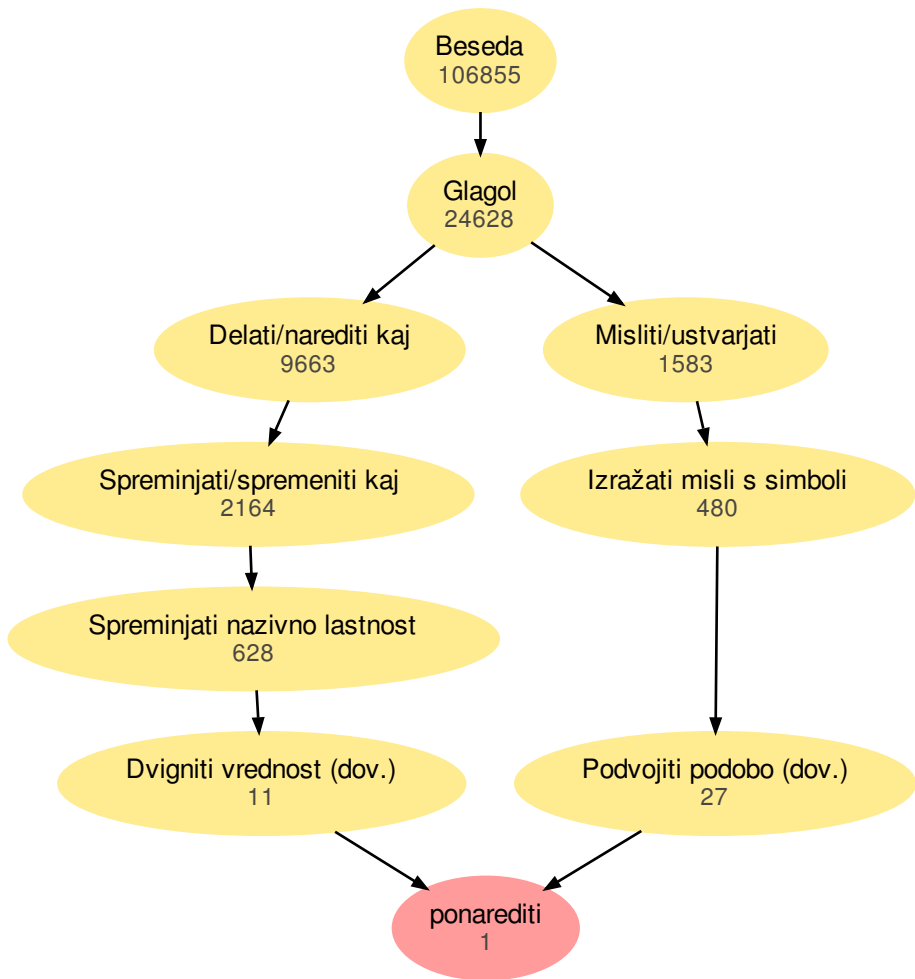 Beseda
106855
Glagol
24628
Delati/narediti kaj
9663
Misliti/ustvarjati
1583
Spreminjati/spremeniti kaj
2164
Izražati misli s simboli
480
Spreminjati nazivno lastnost
628
Dvigniti vrednost (dov.)
11
Podvojiti podobo (dov.)
27
ponarediti
1